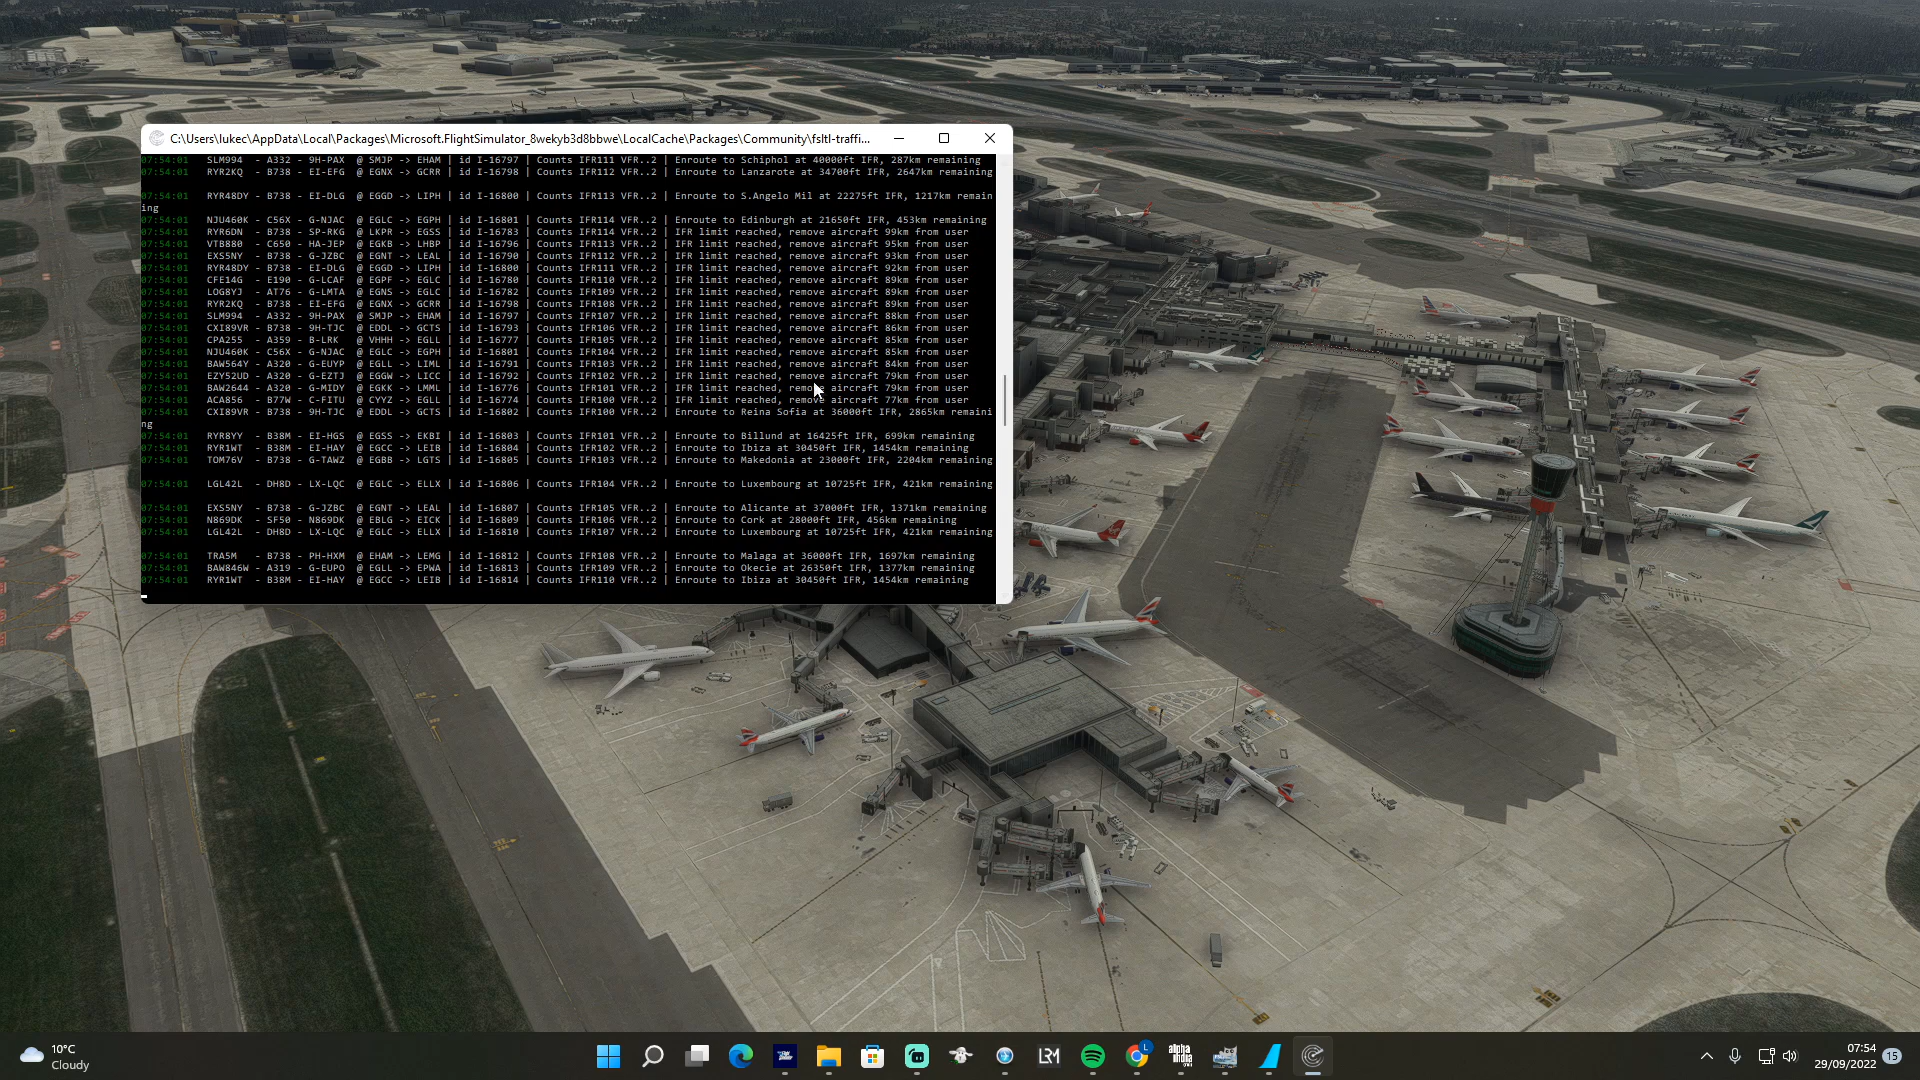 C:\Users\lukec\AppData\Local\Packages\Microsoft.FlightSimulator_8wekyb3d8bbwe\LocalCache\Packages\Community\fsltl-traffi...
07:54:01 SLM994 - A332 - 9H-PAX @ SMJP -> EHAM | id I-16797 | Counts IFR111 VFR..2 | Enroute to Schiphol at 40000ft IFR, 287km remaining
07:54:01 RYR2KQ - B738 - EI-EFG @ EGNX -> GCRR | id I-16798 | Counts IFR112 VFR..2 | Enroute to Lanzarote at 34700ft IFR, 2647km remaining
07:54:01 RYR48DY - B738 - EI-DLG @ EGGD -> LIPH | id I-16800 | Counts IFR113 VFR..2 | Enroute to S.Angelo Mil at 22275ft IFR, 1217km remain
ing
07:54:01 NJU460K - C56X - G-NJAC @ EGLC -> EGPH | id I-16801 | Counts IFR114 VFR..2 | Enroute to Edinburgh at 21650ft IFR, 453km remaining
07:54:01 RYR6DN - B738 - SP-RKG @ LKPR -> EGSS | id I-16783 | Counts IFR114 VFR..2 | IFR limit reached, remove aircraft 99km from user
07:54:01 VTB880 - C650 - HA-JEP @ EGKB -> LHBP | id I-16796 | Counts IFR113 VFR..2 | IFR limit reached, remove aircraft 95km from user
07:54:01 EXS5NY - B738 - G-JZBC @ EGNT -> LEAL | id I-16790 | Counts IFR112 VFR..2 | IFR limit reached, remove aircraft 93km from user
07:54:01 RYR48DY - B738 - EI-DLG @ EGGD -> LIPH | id I-16800 | Counts IFR111 VFR..2 | IFR limit reached, remove aircraft 92km from user
07:54:01 CFE14G - E190 - G-LCAF @ EGPF -> EGLC | id I-16780 | Counts IFR110 VFR..2 | IFR limit reached, remove aircraft 89km from user
07:54:01 LOG8YJ - AT76 - G-LMTA @ EGNS -> EGLC | id I-16782 | Counts IFR109 VFR..2 | IFR limit reached, remove aircraft 89km from user
07:54:01 RYR2KQ - B738 - EI-EFG @ EGNX -> GCRR | id I-16798 | Counts IFR108 VFR..2 | IFR limit reached, remove aircraft 89km from user
07:54:01 SLM994 - A332 - 9H-PAX @ SMJP -> EHAM | id I-16797 | Counts IFR107 VFR..2 | IFR limit reached, remove aircraft 88km from user
07:54:01 CXI89VR - B738 - 9H-TJC @ EDDL -> GCTS | id I-16793 | Counts IFR106 VFR..2 | IFR limit reached, remove aircraft 86km from user
07:54:01 CPA255 - A359 - B-LRK @ VHHH -> EGLL | id I-16777 | Counts IFR105 VFR..2 | IFR limit reached, remove aircraft 85km from user
07:54:01 NJU460K - C56X - G-NJAC @ EGLC -> EGPH | id I-16801 | Counts IFR104 VFR..2 | IFR limit reached, remove aircraft 85km from user
07:54:01 BAW564Y - A320 - G-EUYP @ EGLL -> LIML | id I-16791 | Counts IFR103 VFR..2 | IFR limit reached, remove aircraft 84km from user
07:54:01 EZY52UD - A320 - G-EZTJ @ EGGW -> LICC | id I-16792 | Counts IFR102 VFR..2 | IFR limit reached, remove aircraft 79km from user
07:54:01 BAW2644 - A320 - G-MIDY @ EGKK -> LMML | id I-16776 | Counts IFR101 VFR..2 | IFR limit reached, remove aircraft 79km from user
07:54:01 ACA856 - B77W - C-FITU @ CYYZ -> EGLL | id I-16774 | Counts IFR100 VFR..2 | IFR limit reached, remove aircraft 77km from user
07:54:01 CXI89VR - B738 - 9H-TJC @ EDDL -> GCTS | id I-16802 | Counts IFR100 VFR..2 | Enroute to Reina Sofia at 36000ft IFR, 2865km remaini
ng
07:54:01 RYR8YY - B38M - EI-HGS @ EGSS -> EKBI | id I-16803 | Counts IFR101 VFR..2 | Enroute to Billund at 16425ft IFR, 699km remaining
07:54:01 RYR1WT - B38M - EI-HAY @ EGCC -> LEIB | id I-16804 | Counts IFR102 VFR..2 | Enroute to Ibiza at 30450ft IFR, 1454km remaining
07:54:01 TOM76V - B738 - G-TAWZ @ EGBB -> LGTS | id I-16805 | Counts IFR103 VFR..2 | Enroute to Makedonia at 23000ft IFR, 2204km remaining
07:54:01 LGL42L - DH8D - LX-LQC @ EGLC -> ELLX | id I-16806 | Counts IFR104 VFR..2 | Enroute to Luxembourg at 10725ft IFR, 421km remaining
07:54:01 EXS5NY - B738 - G-JZBC @ EGNT -> LEAL | id I-16807 | Counts IFR105 VFR..2 | Enroute to Alicante at 37000ft IFR, 1371km remaining
07:54:01 N869DK - SF50 - N869DK @ EBLG -> EICK | id I-16809 | Counts IFR106 VFR..2 | Enroute to Cork at 28000ft IFR, 456km remaining
07:54:01 LGL42L - DH8D - LX-LQC @ EGLC -> ELLX | id I-16810 | Counts IFR107 VFR..2 | Enroute to Luxembourg at 10725ft IFR, 421km remaining
07:54:01 TRA5M - B738 - PH-HXM @ EHAM -> LEMG | id I-16812 | Counts IFR108 VFR..2 | Enroute to Malaga at 36000ft IFR, 1697km remaining
07:54:01 BAW846W - A319 - G-EUPO @ EGLL -> EPWA | id I-16813 | Counts IFR109 VFR..2 | Enroute to Okecie at 26350ft IFR, 1377km remaining
07:54:01 RYR1WT - B38M - EI-HAY @ EGCC -> LEIB | id I-16814 | Counts IFR110 VFR..2 | Enroute to Ibiza at 30450ft IFR, 1454km remaining
10°C
Cloudy
LRM
L
alpha
india
07:54
29/09/2022
15